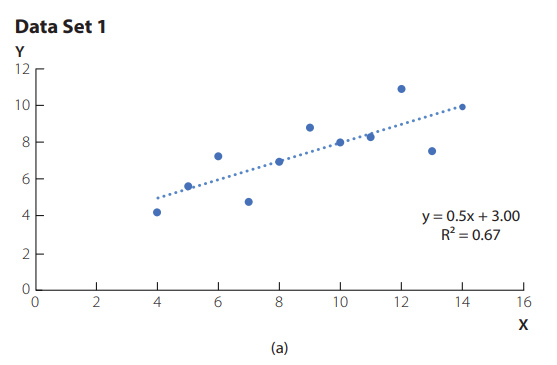 Data Set 1
Y
12
10
8
6
4
2
0
y = 0.5x + 3.00
R² = 0.67
0 2 4 6 8 10 12 14 16
X
(a)